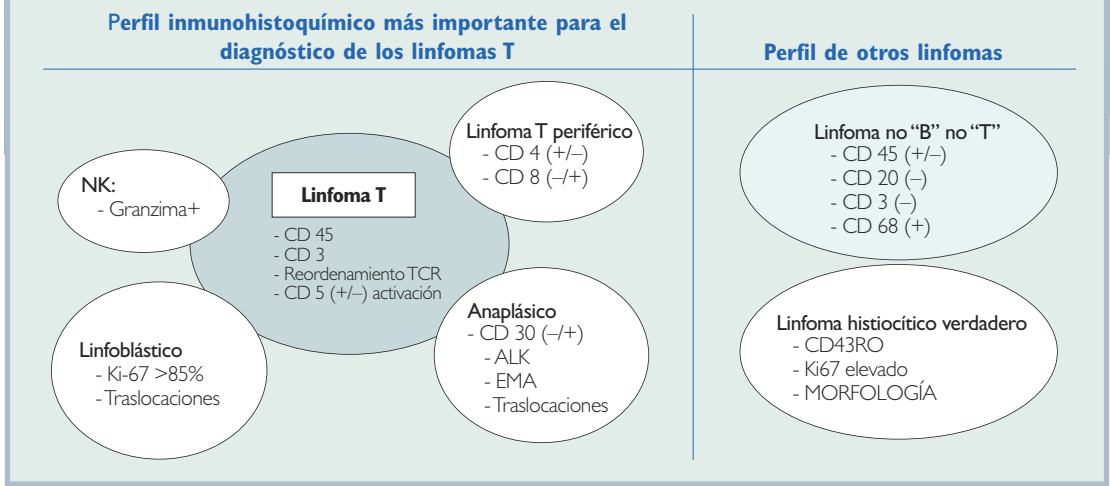 Perfil inmunohistoquímico más importante para el
diagnóstico de los linfomas T
Perfil de otros linfomas
NK:
- Granzima+
Linfoma T
- CD 45
- CD 3
- Reordenamiento TCR
- CD 5 (+/–) activación
Linfoma T periférico
- CD 4 (+/–)
- CD 8 (–/+)
Linfoblástico
- Ki-67 >85%
- Traslocaciones
Anaplásico
- CD 30 (–/+)
- ALK
- EMA
- Traslocaciones
Linfoma no “B” no “T”
- CD 45 (+/–)
- CD 20 (–)
- CD 3 (–)
- CD 68 (+)
Linfoma histiocítico verdadero
- CD43RO
- Ki67 elevado
- MORFOLOGÍA